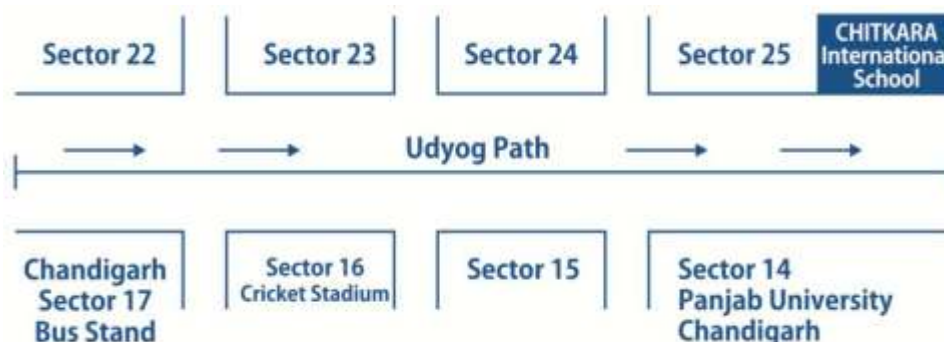 Sector 22
Sector 23
Sector 24
Sector 25
CHITKARA
International
School
Udyog Path
Chandigarh
Sector 17
Bus Stand
Sector 16
Cricket Stadium
Sector 15
Sector 14
Panjab University
Chandigarh